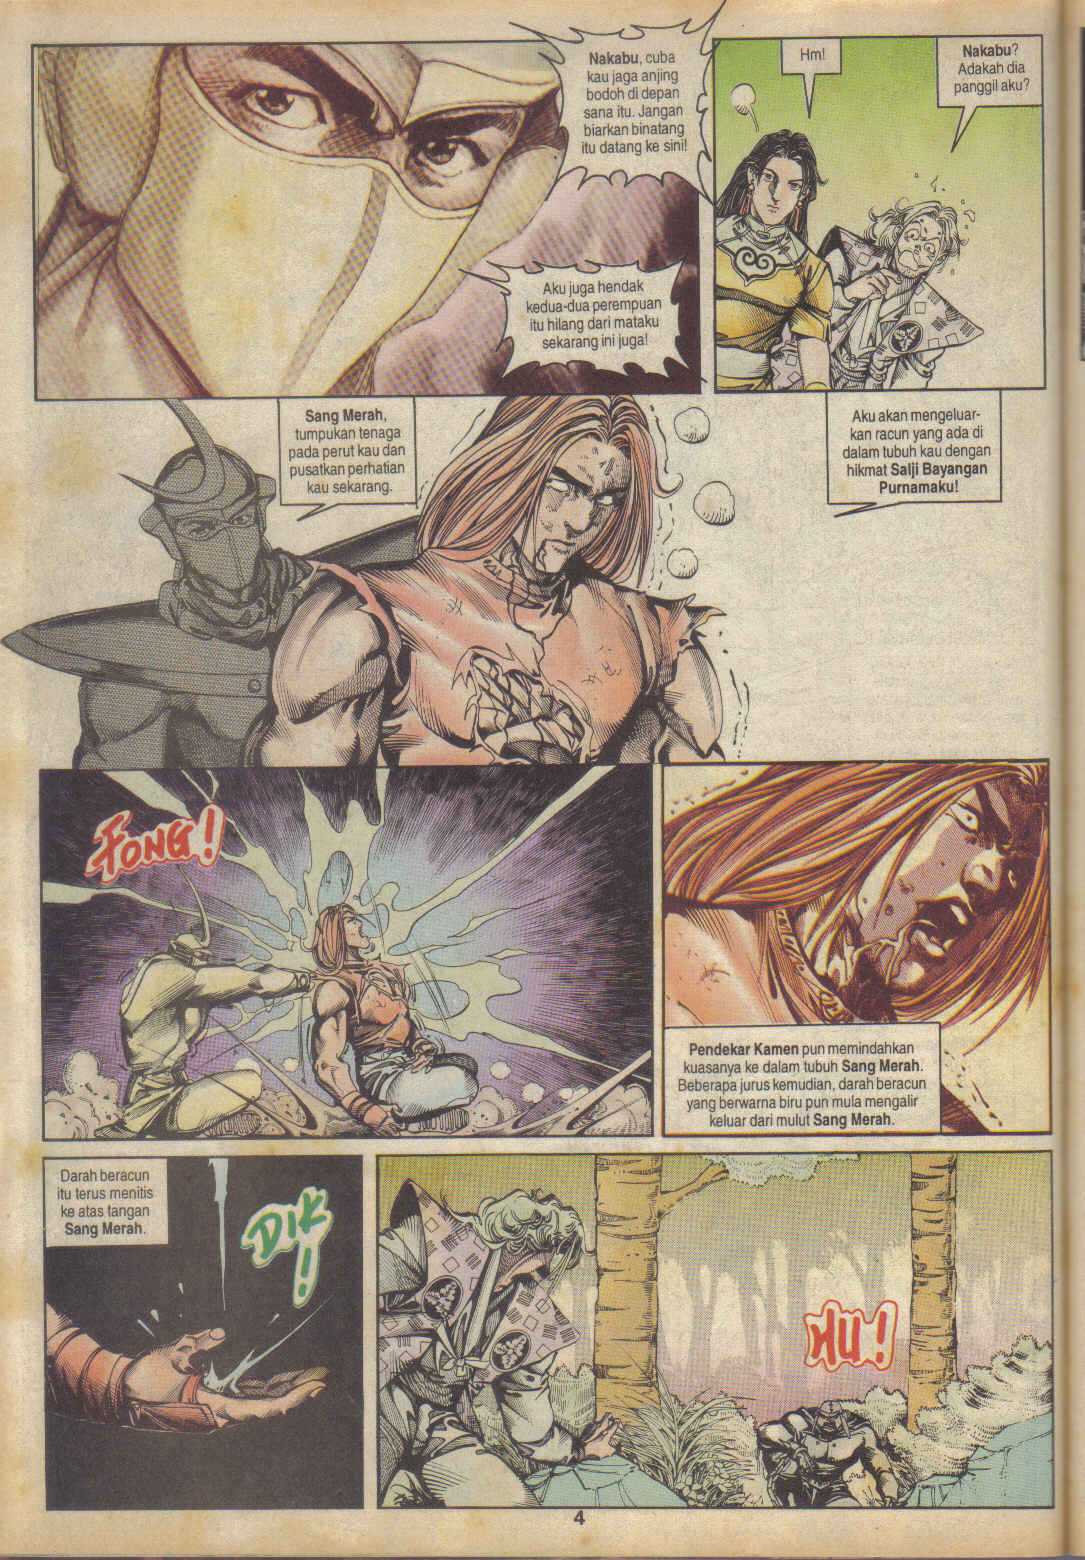 Nakabu, cuba
kau jaga anjing
bodoh di depan
sana itu. Jangan
biarkan binatang
itu datang ke sini!
Aku juga hendak
kedua-dua perempuan
itu hilang dari mataku
sekarang ini juga!
Hm!
Nakabu?
Adakah dia
panggil aku?
Sang Merah,
tumpukan tenaga
pada perut kau dan
pusatkan perhatian
kau sekarang.
Aku akan mengeluar-
kan racun yang ada di
dalam tubuh kau dengan
hikmat Salji Bayangan
Purnamaku!
FONG!
Pendekar Kamen pun memindahkan
kuasanya ke dalam tubuh Sang Merah.
Beberapa jurus kemudian, darah beracun
yang berwarna biru pun mula mengalir
keluar dari mulut Sang Merah.
Darah beracun
itu terus menitis
ke atas tangan
Sang Merah.
DIK!
HU!
4